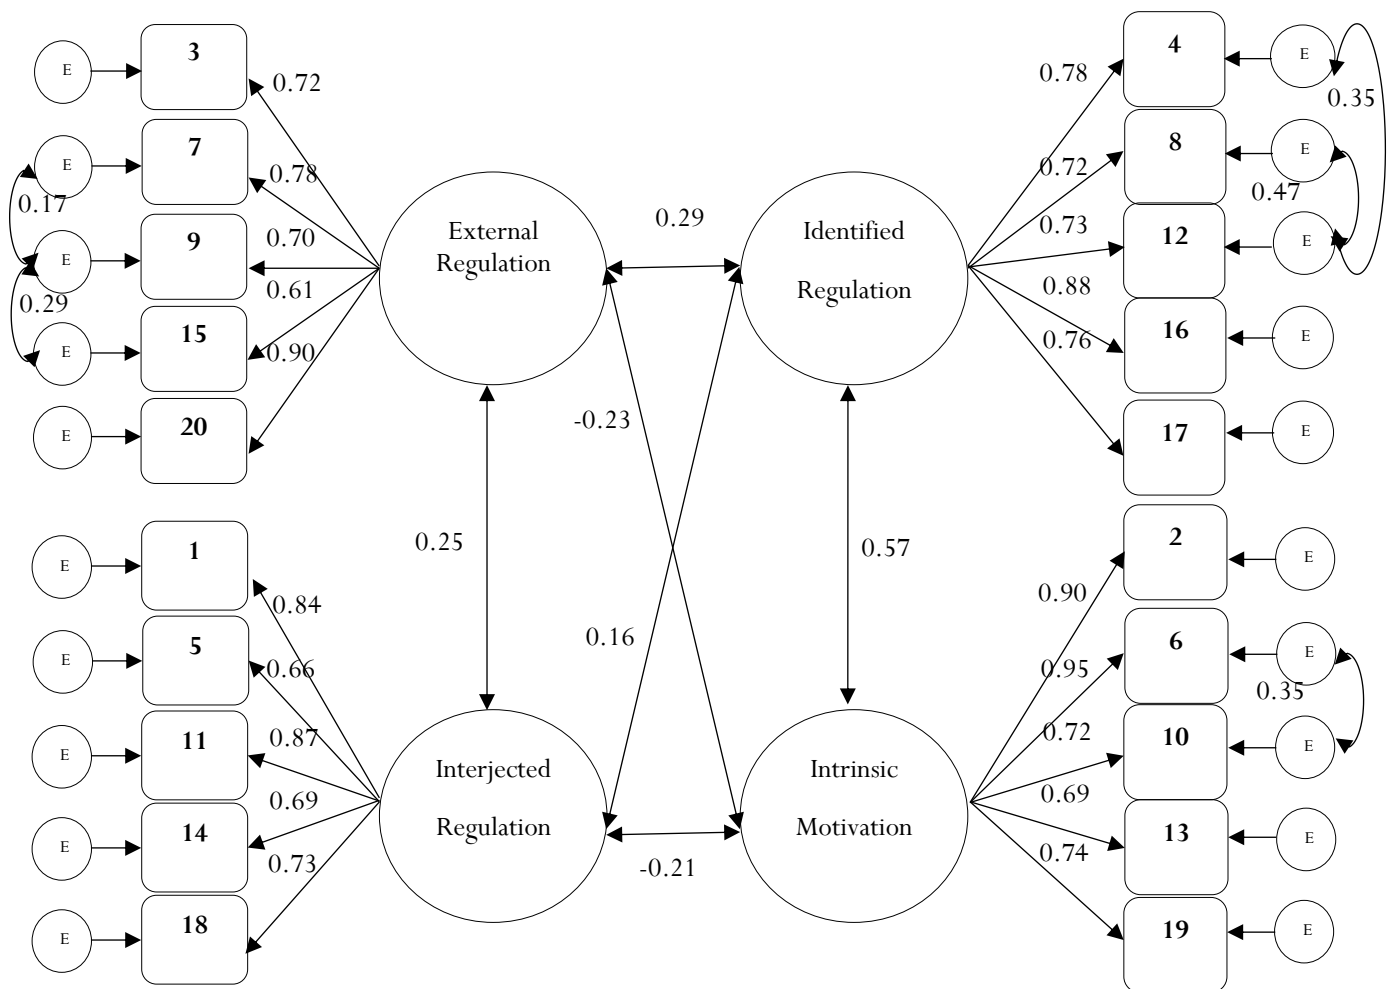 3
E
0.72
7
E
0.78
0.17
9
E
0.70
0.61
0.29
15
E
0.90
20
E
External
Regulation
0.29
Identified
Regulation
4
E
0.78
0.35
8
E
0.72
0.47
12
E
0.73
0.88
16
E
0.76
17
E
-0.23
0.25
0.57
0.16
1
E
0.84
5
E
0.66
11
E
0.87
0.69
14
E
0.73
18
E
Interjected
Regulation
-0.21
Intrinsic
Motivation
2
E
0.90
6
E
0.95
0.35
10
E
0.72
0.69
13
E
0.74
19
E